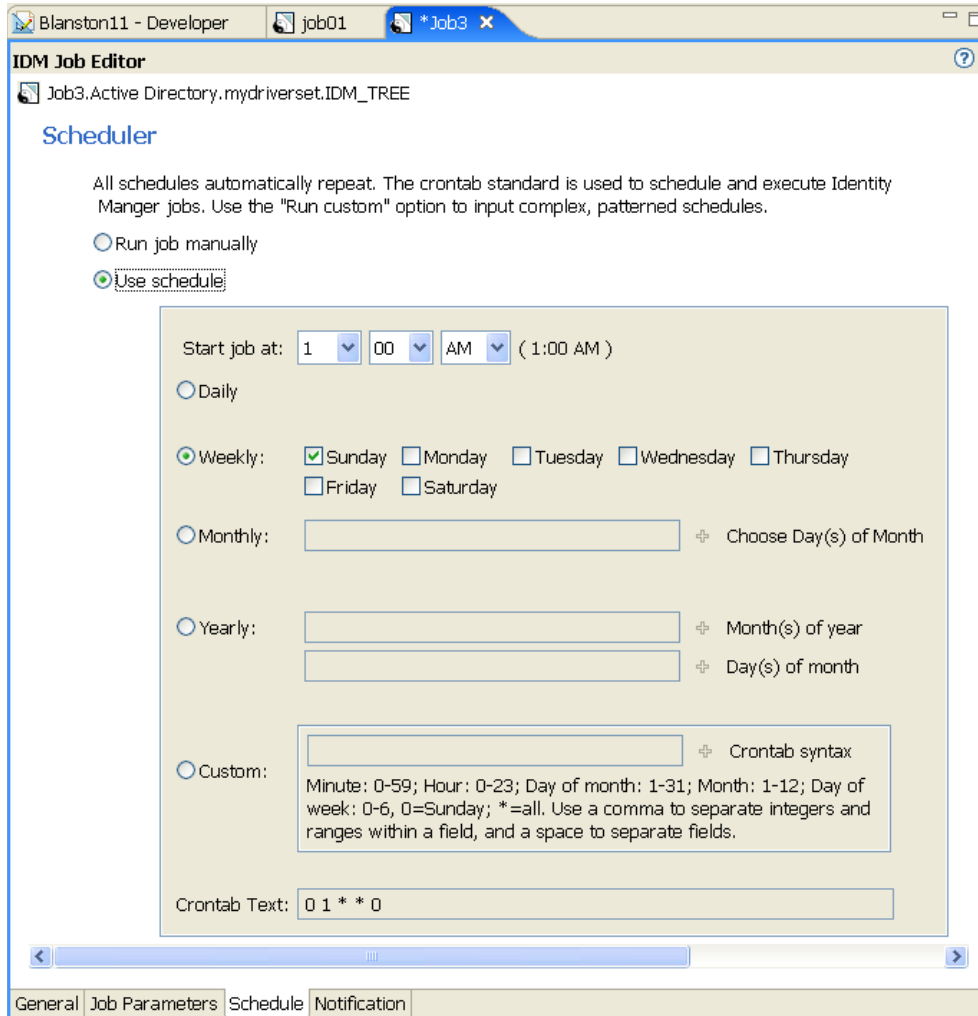 Blanston11 - Developer job01 *Job3
IDM Job Editor
Job3.Active Directory.mydriverset.IDM_TREE
Scheduler
All schedules automatically repeat. The crontab standard is used to schedule and execute Identity
Manger jobs. Use the "Run custom" option to input complex, patterned schedules.
Run job manually
Use schedule
Start job at: 1 00 AM ( 1:00 AM )
Daily
Weekly: Sunday Monday Tuesday Wednesday Thursday
Friday Saturday
Monthly: Choose Day(s) of Month
Yearly: Month(s) of year
Day(s) of month
Crontab syntax
Custom:
Minute: 0-59; Hour: 0-23; Day of month: 1-31; Month: 1-12; Day of
week: 0-6, 0=Sunday; *=all. Use a comma to separate integers and
ranges within a field, and a space to separate fields.
Crontab Text: 0 1 * * 0
General Job Parameters Schedule Notification